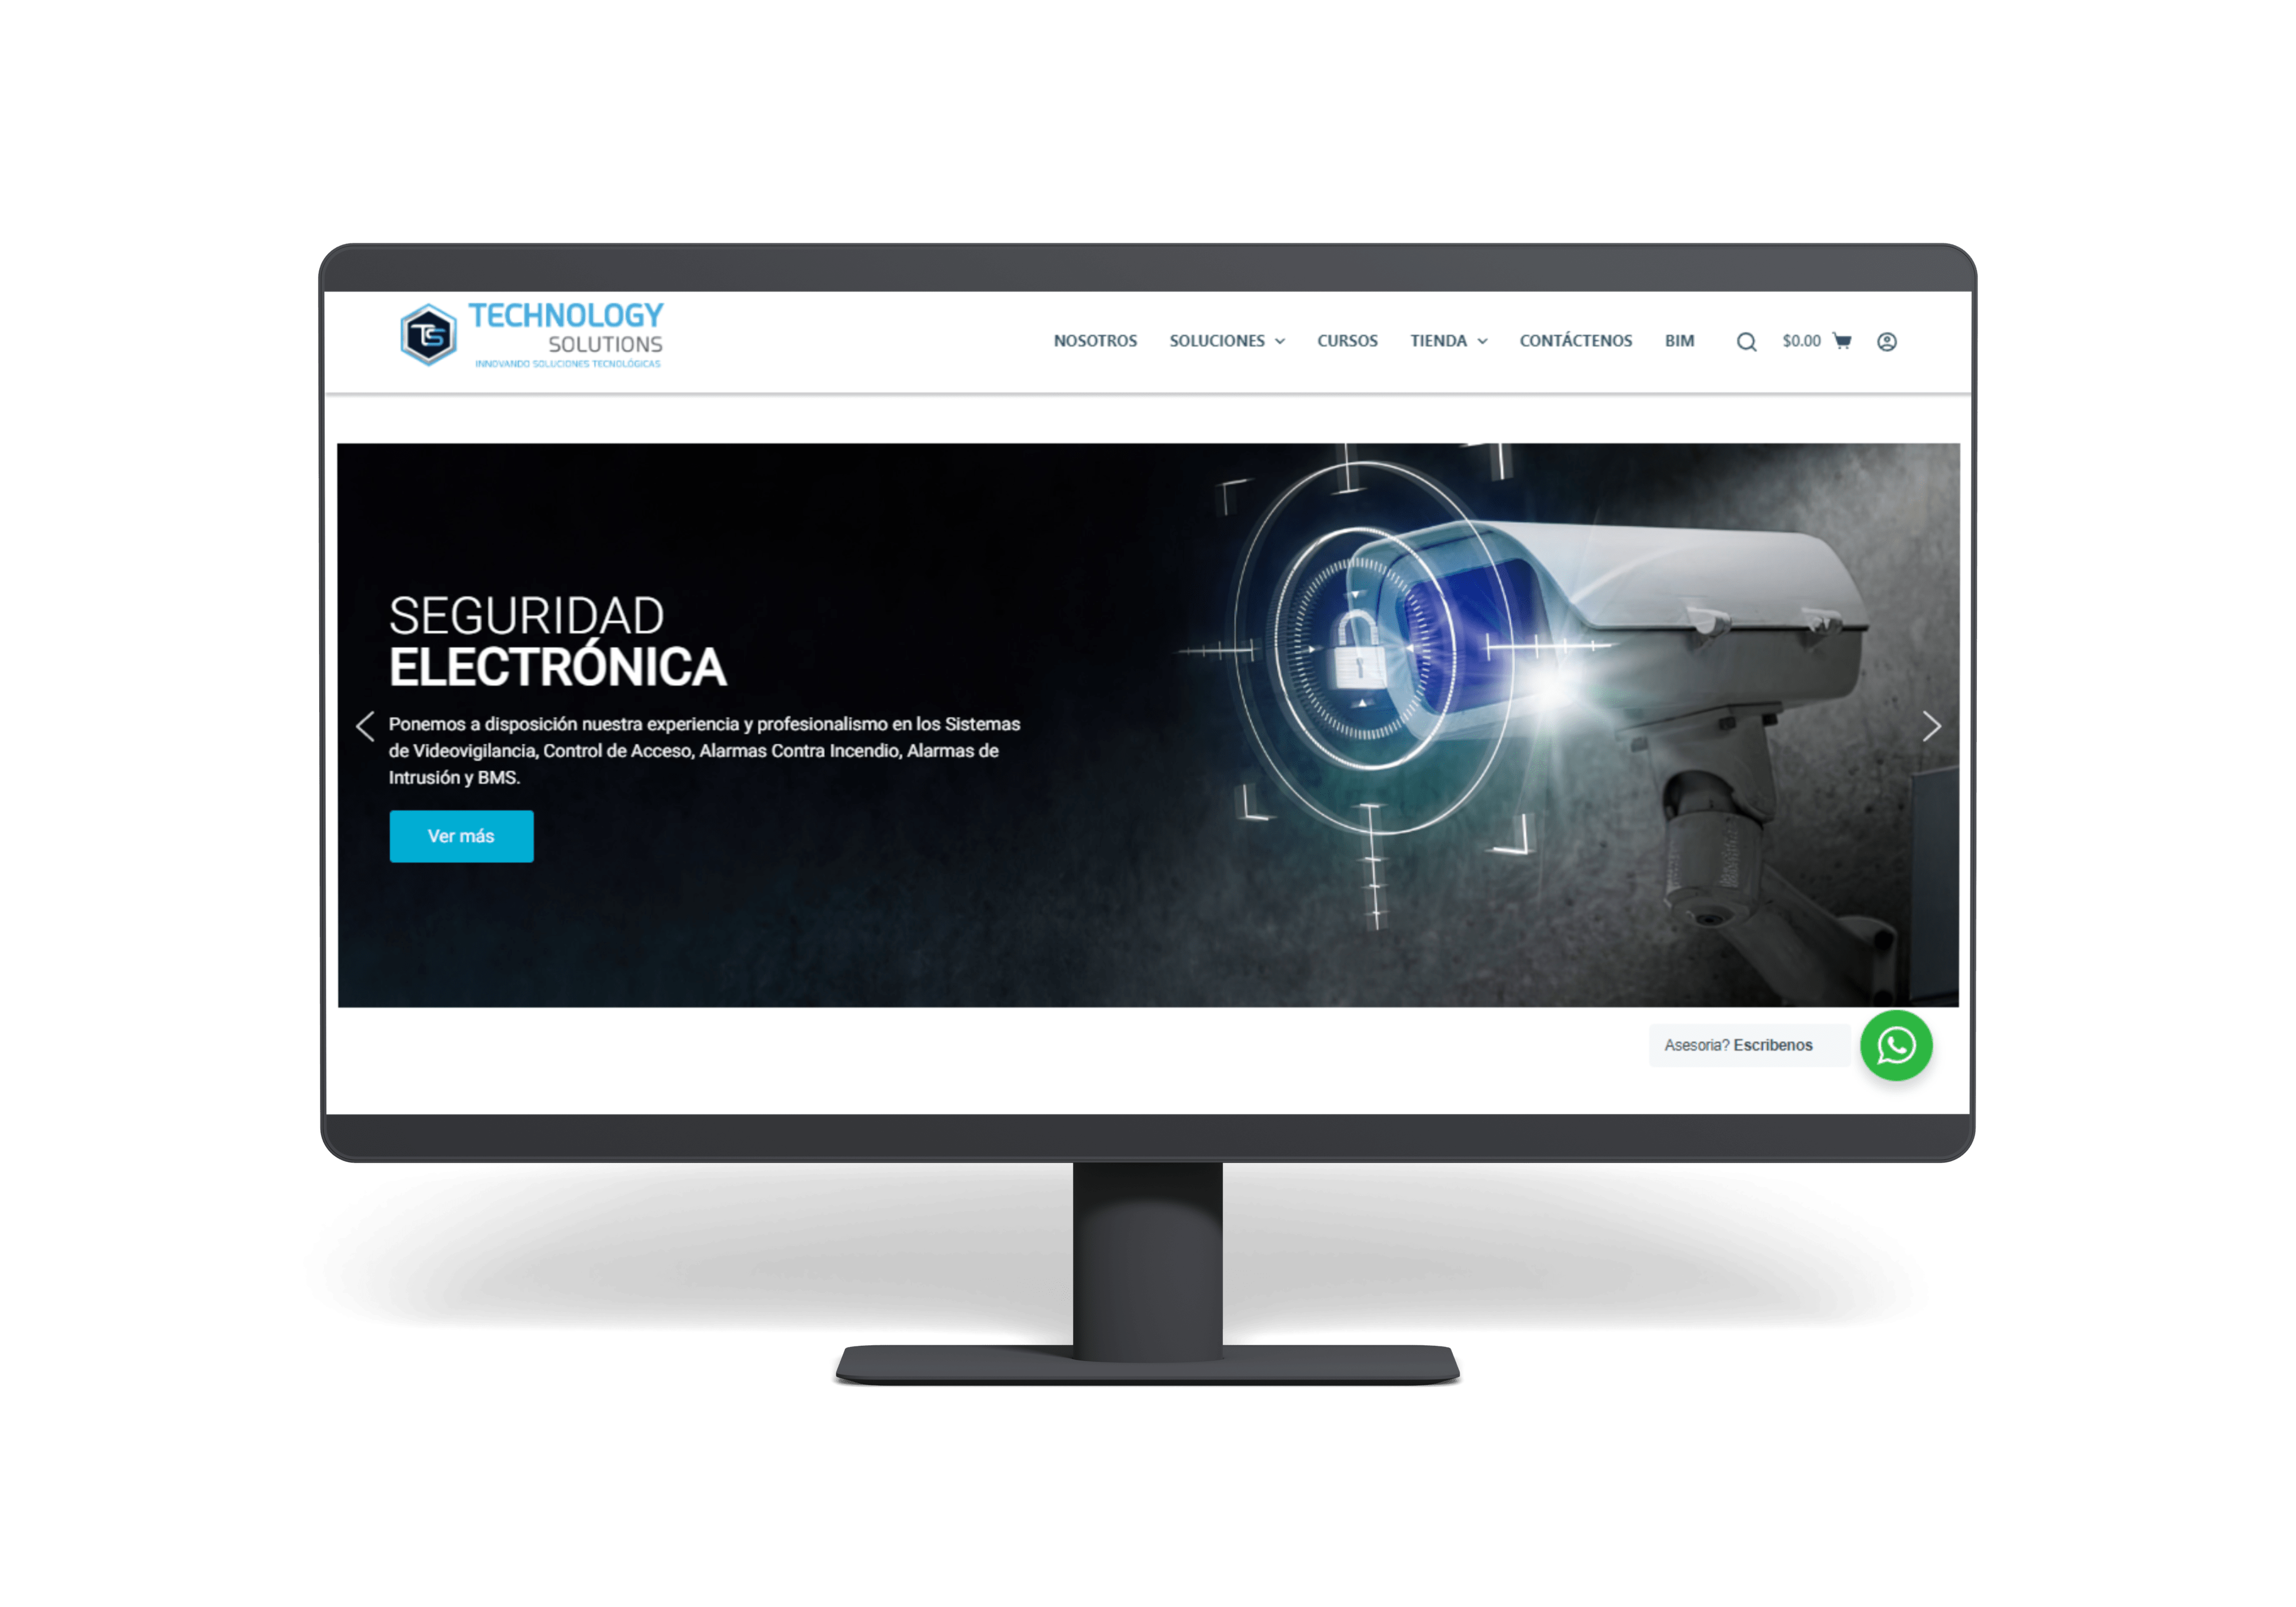 TS
TECHNOLOGY
SOLUTIONS
INNOVANDO SOLUCIONES TECNOLÓGICAS
NOSOTROS SOLUCIONES CURSOS TIENDA CONTÁCTENOS BIM $0.00
SEGURIDAD
ELECTRÓNICA
Ponemos a disposición nuestra experiencia y profesionalismo en los Sistemas
de Videovigilancia, Control de Acceso, Alarmas Contra Incendio, Alarmas de
Intrusión y BMS.
Ver más
Asesoria? Escribenos